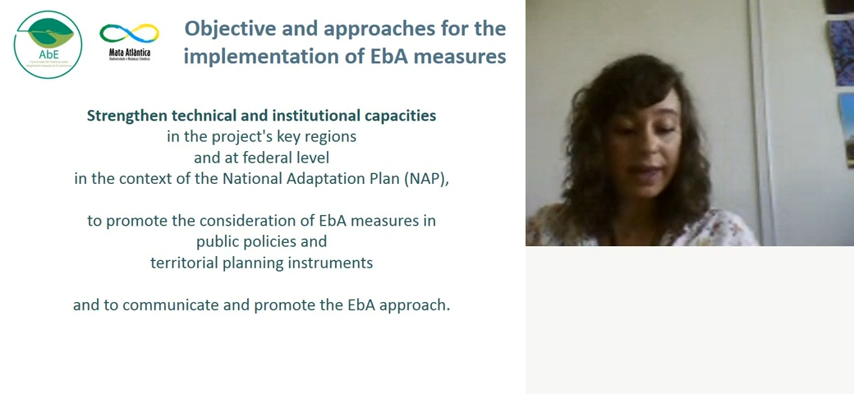 Objective and approaches for the
implementation of EbA measures
AbE
Mata Atlântica
Strengthen technical and institutional capacities
in the project's key regions
and at federal level
in the context of the National Adaptation Plan (NAP),
to promote the consideration of EbA measures in
public policies and
territorial planning instruments
and to communicate and promote the EbA approach.